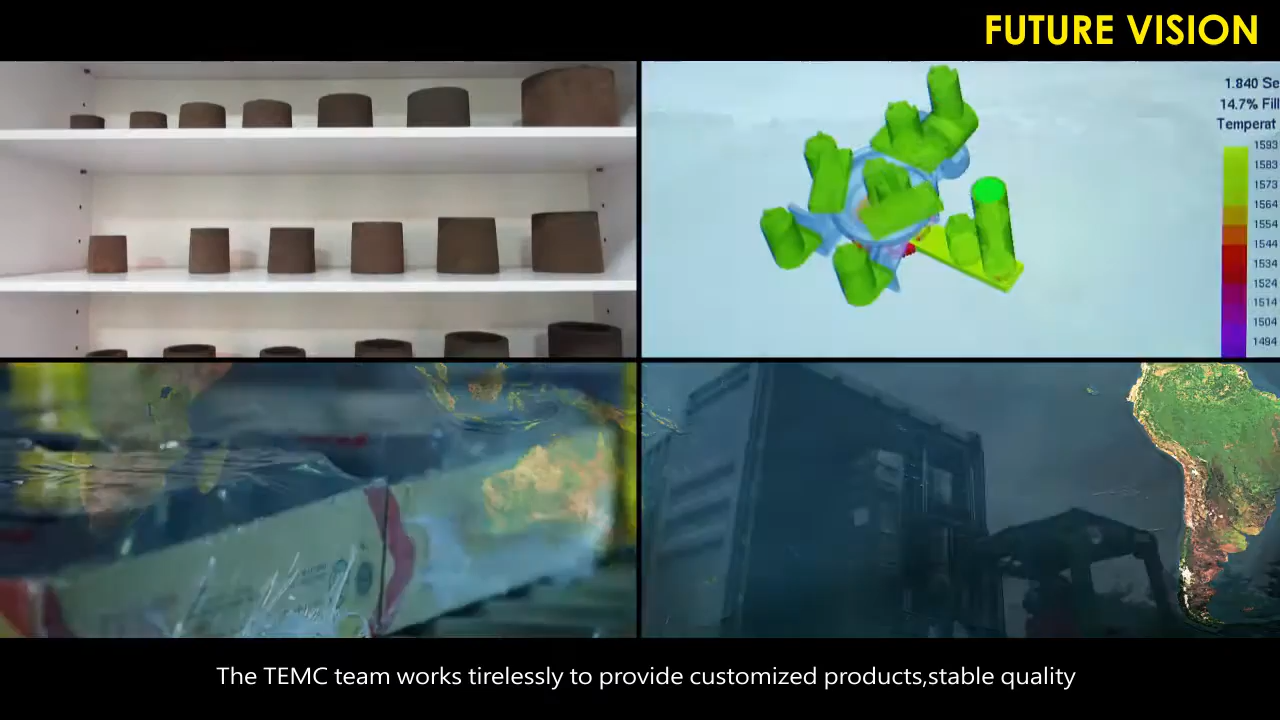 FUTURE VISION
1.840 Se
14.7% Fill
Temperat
1593
1583
1573
1564
1554
1544
1534
1524
1514
1504
1494
The TEMC team works tirelessly to provide customized products,stable quality